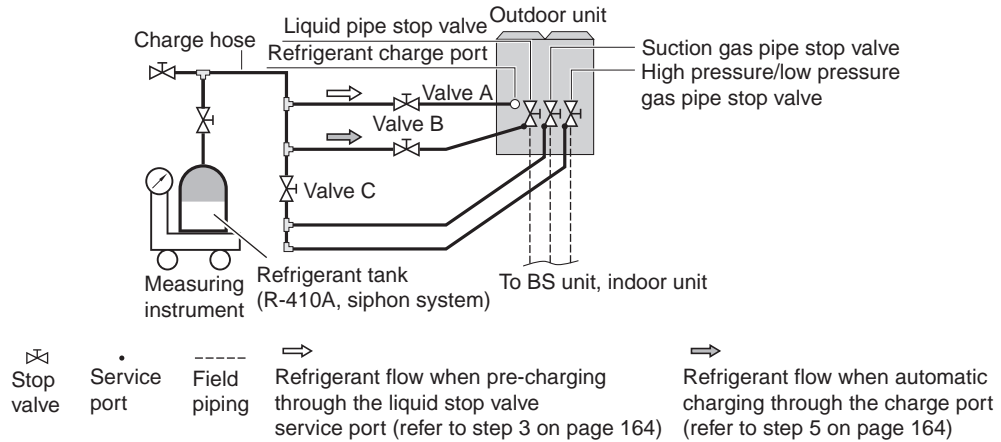 Liquid pipe stop valve
Outdoor unit
Charge hose
Refrigerant charge port
Suction gas pipe stop valve
High pressure/low pressure
gas pipe stop valve
Valve A
Valve B
Valve C
Measuring
instrument
Refrigerant tank
(R-410A, siphon system)
To BS unit, indoor unit
Stop
valve
Service
port
Field
piping
Refrigerant flow when pre-charging
through the liquid stop valve
service port (refer to step 3 on page 164)
Refrigerant flow when automatic
charging through the charge port
(refer to step 5 on page 164)